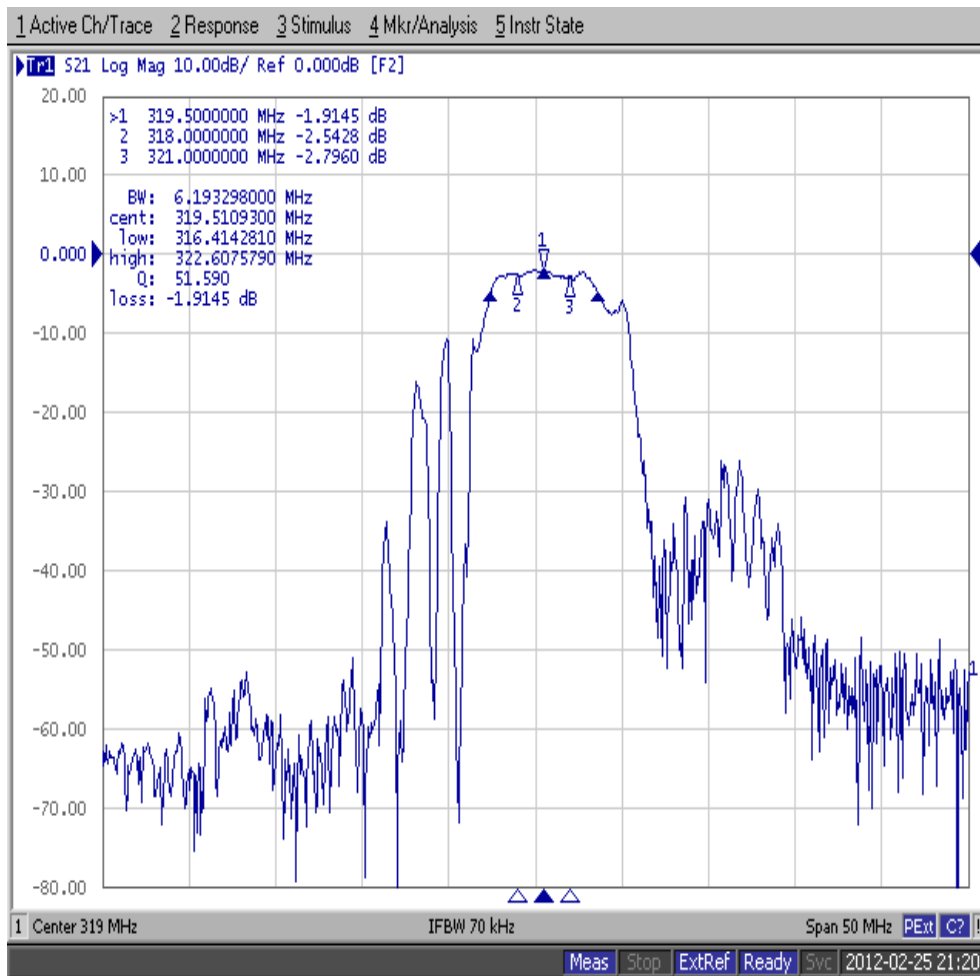 1 Active Ch/Trace 2 Response 3 Stimulus 4 Mkr/Analysis 5 Instr State
Tr1 S21 Log Mag 10.00dB/ Ref 0.000dB [F2]
20.00
10.00
0.000
-10.00
-20.00
-30.00
-40.00
-50.00
-60.00
-70.00
-80.00
>1 319.5000000 MHz -1.9145 dB
2 318.0000000 MHz -2.5428 dB
3 321.0000000 MHz -2.7960 dB
BW: 6.193298000 MHz
cent: 319.5109300 MHz
low: 316.4142810 MHz
high: 322.6075790 MHz
Q: 51.590
loss: -1.9145 dB
1
2
3
1
1 Center 319 MHz IFBW 70 kHz Span 50 MHz PExt C? !
Meas Stop ExtRef Ready Svc 2012-02-25 21:20